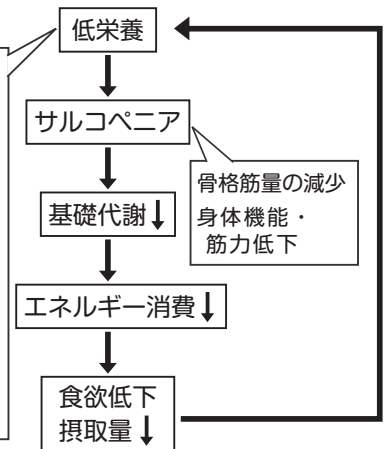 低栄養
サルコペニア
骨格筋量の減少
身体機能・
筋力低下
基礎代謝↓
エネルギー消費↓
食欲低下
摂取量↓